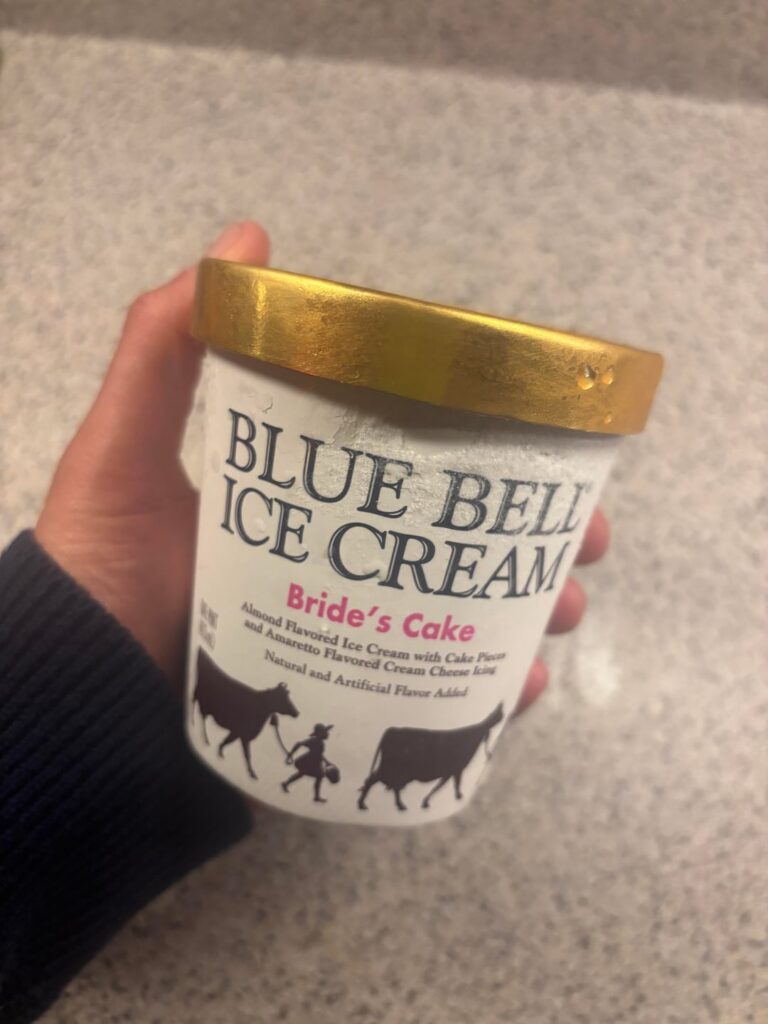 BLUE BELL
ICE CREAM
Bride's Cake
Almond Flavored Ice Cream with Cake Pieces
and Amaretto Flavored Cream Cheese Icing
Natural and Artificial Flavor Added